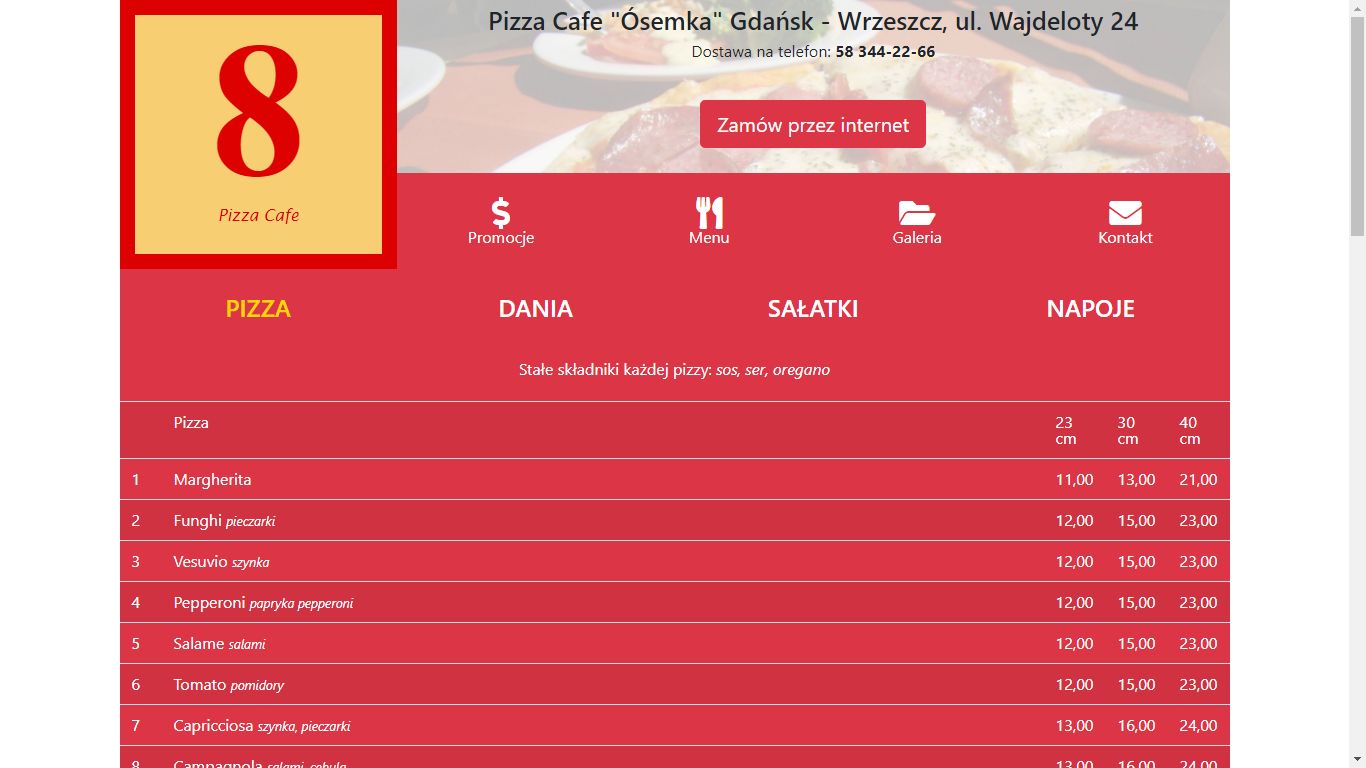 8
Pizza Cafe
Pizza Cafe "Ósemka" Gdańsk - Wrzeszcz, ul. Wajdeloty 24
Dostawa na telefon: 58 344-22-66
Zamów przez internet
Promocje Menu Galeria Kontakt
PIZZA DANIA SAŁATKI NAPOJE
Stałe składniki każdej pizzy: sos, ser, oregano
Pizza 23 cm 30 cm 40 cm
1 Margherita 11,00 13,00 21,00
2 Funghi pieczarki 12,00 15,00 23,00
3 Vesuvio szynka 12,00 15,00 23,00
4 Pepperoni papryka pepperoni 12,00 15,00 23,00
5 Salame salami 12,00 15,00 23,00
6 Tomato pomidory 12,00 15,00 23,00
7 Capricciosa szynka, pieczarki 13,00 16,00 24,00
8 Campagnola salami, cebula 13,00 16,00 24,00